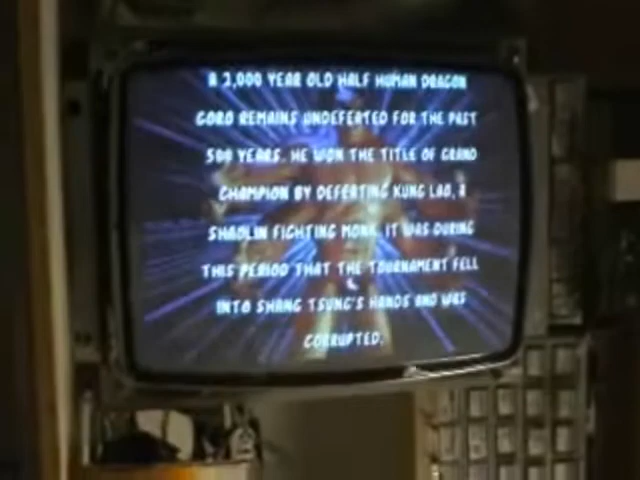 A 2,000 YEAR OLD HALF HUMAN DRAGON
GORO REMAINS UNDEFEATED FOR THE PAST
500 YEARS. HE WON THE TITLE OF GRAND
CHAMPION BY DEFEATING KUNG LAO, A
SHAOLIN FIGHTING MONK. IT WAS DURING
THIS PERIOD THAT THE TOURNAMENT FELL
INTO SHANG TSUNG'S HANDS AND WAS
CORRUPTED.